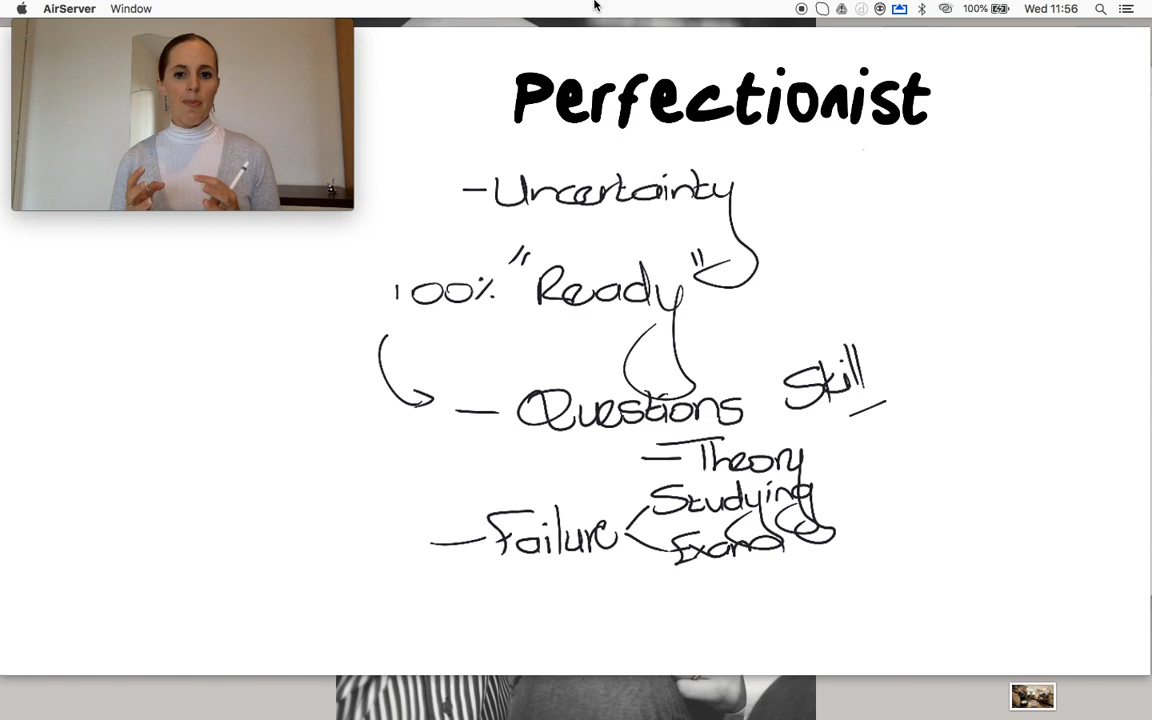 AirServer Window 100% Wed 11:56
Perfectionist
- Uncertainty
100% "Ready"
- Questions Skill
= Theory
Studying
- Failure
Exam